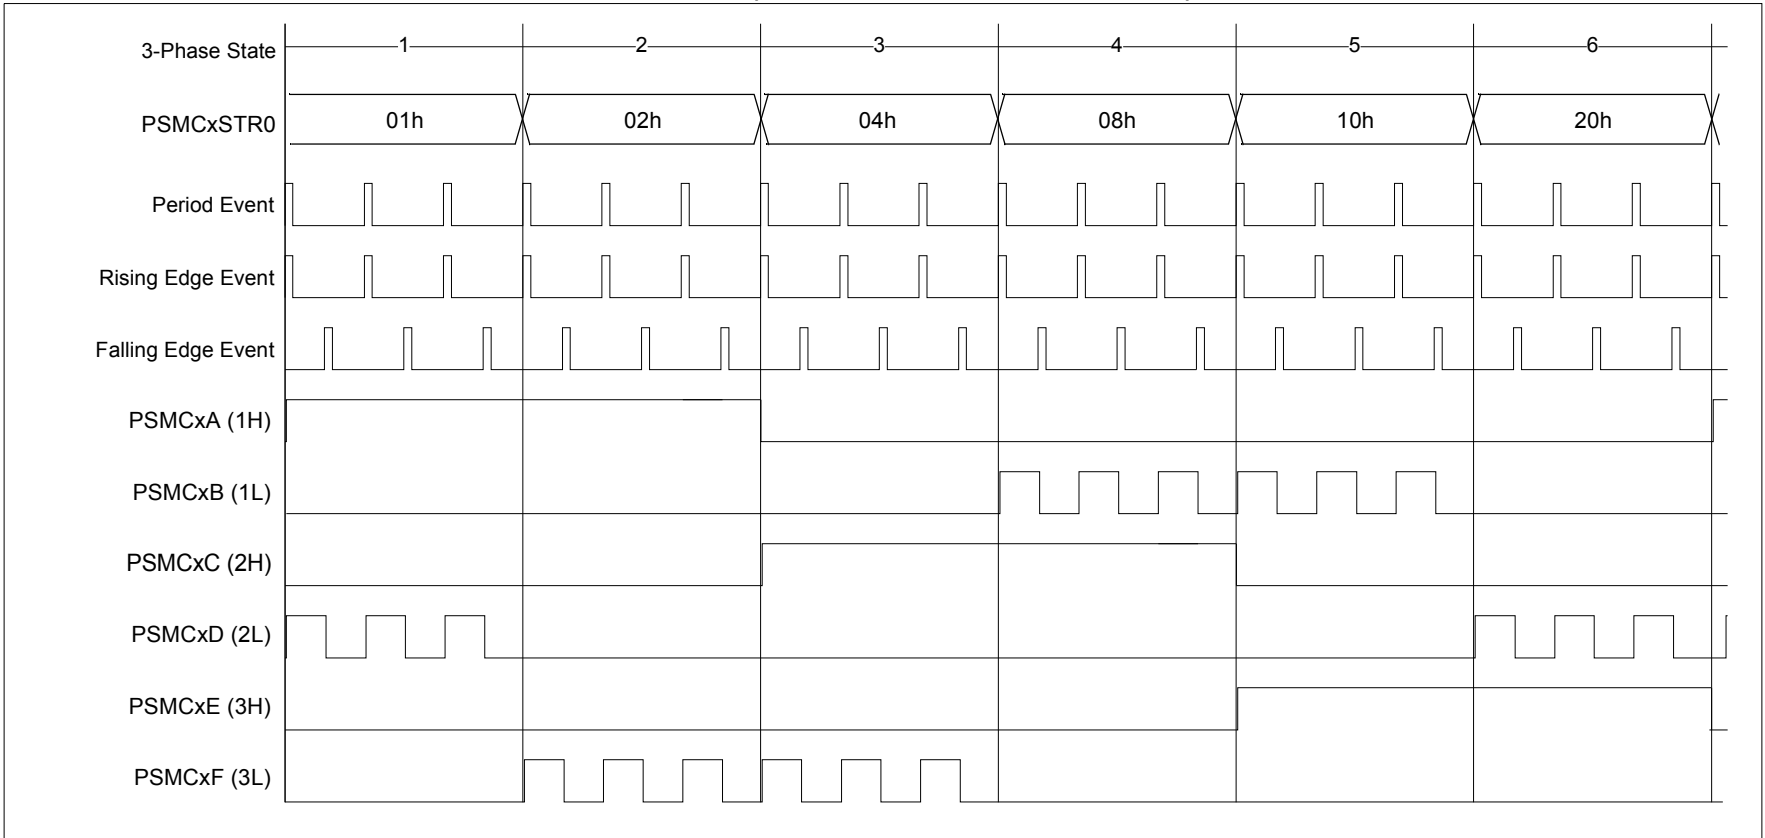 3-Phase State 1 2 3 4 5 6
PSMCxSTR0 01h 02h 04h 08h 10h 20h
Period Event
Rising Edge Event
Falling Edge Event
PSMCxA (1H)
PSMCxB (1L)
PSMCxC (2H)
PSMCxD (2L)
PSMCxE (3H)
PSMCxF (3L)